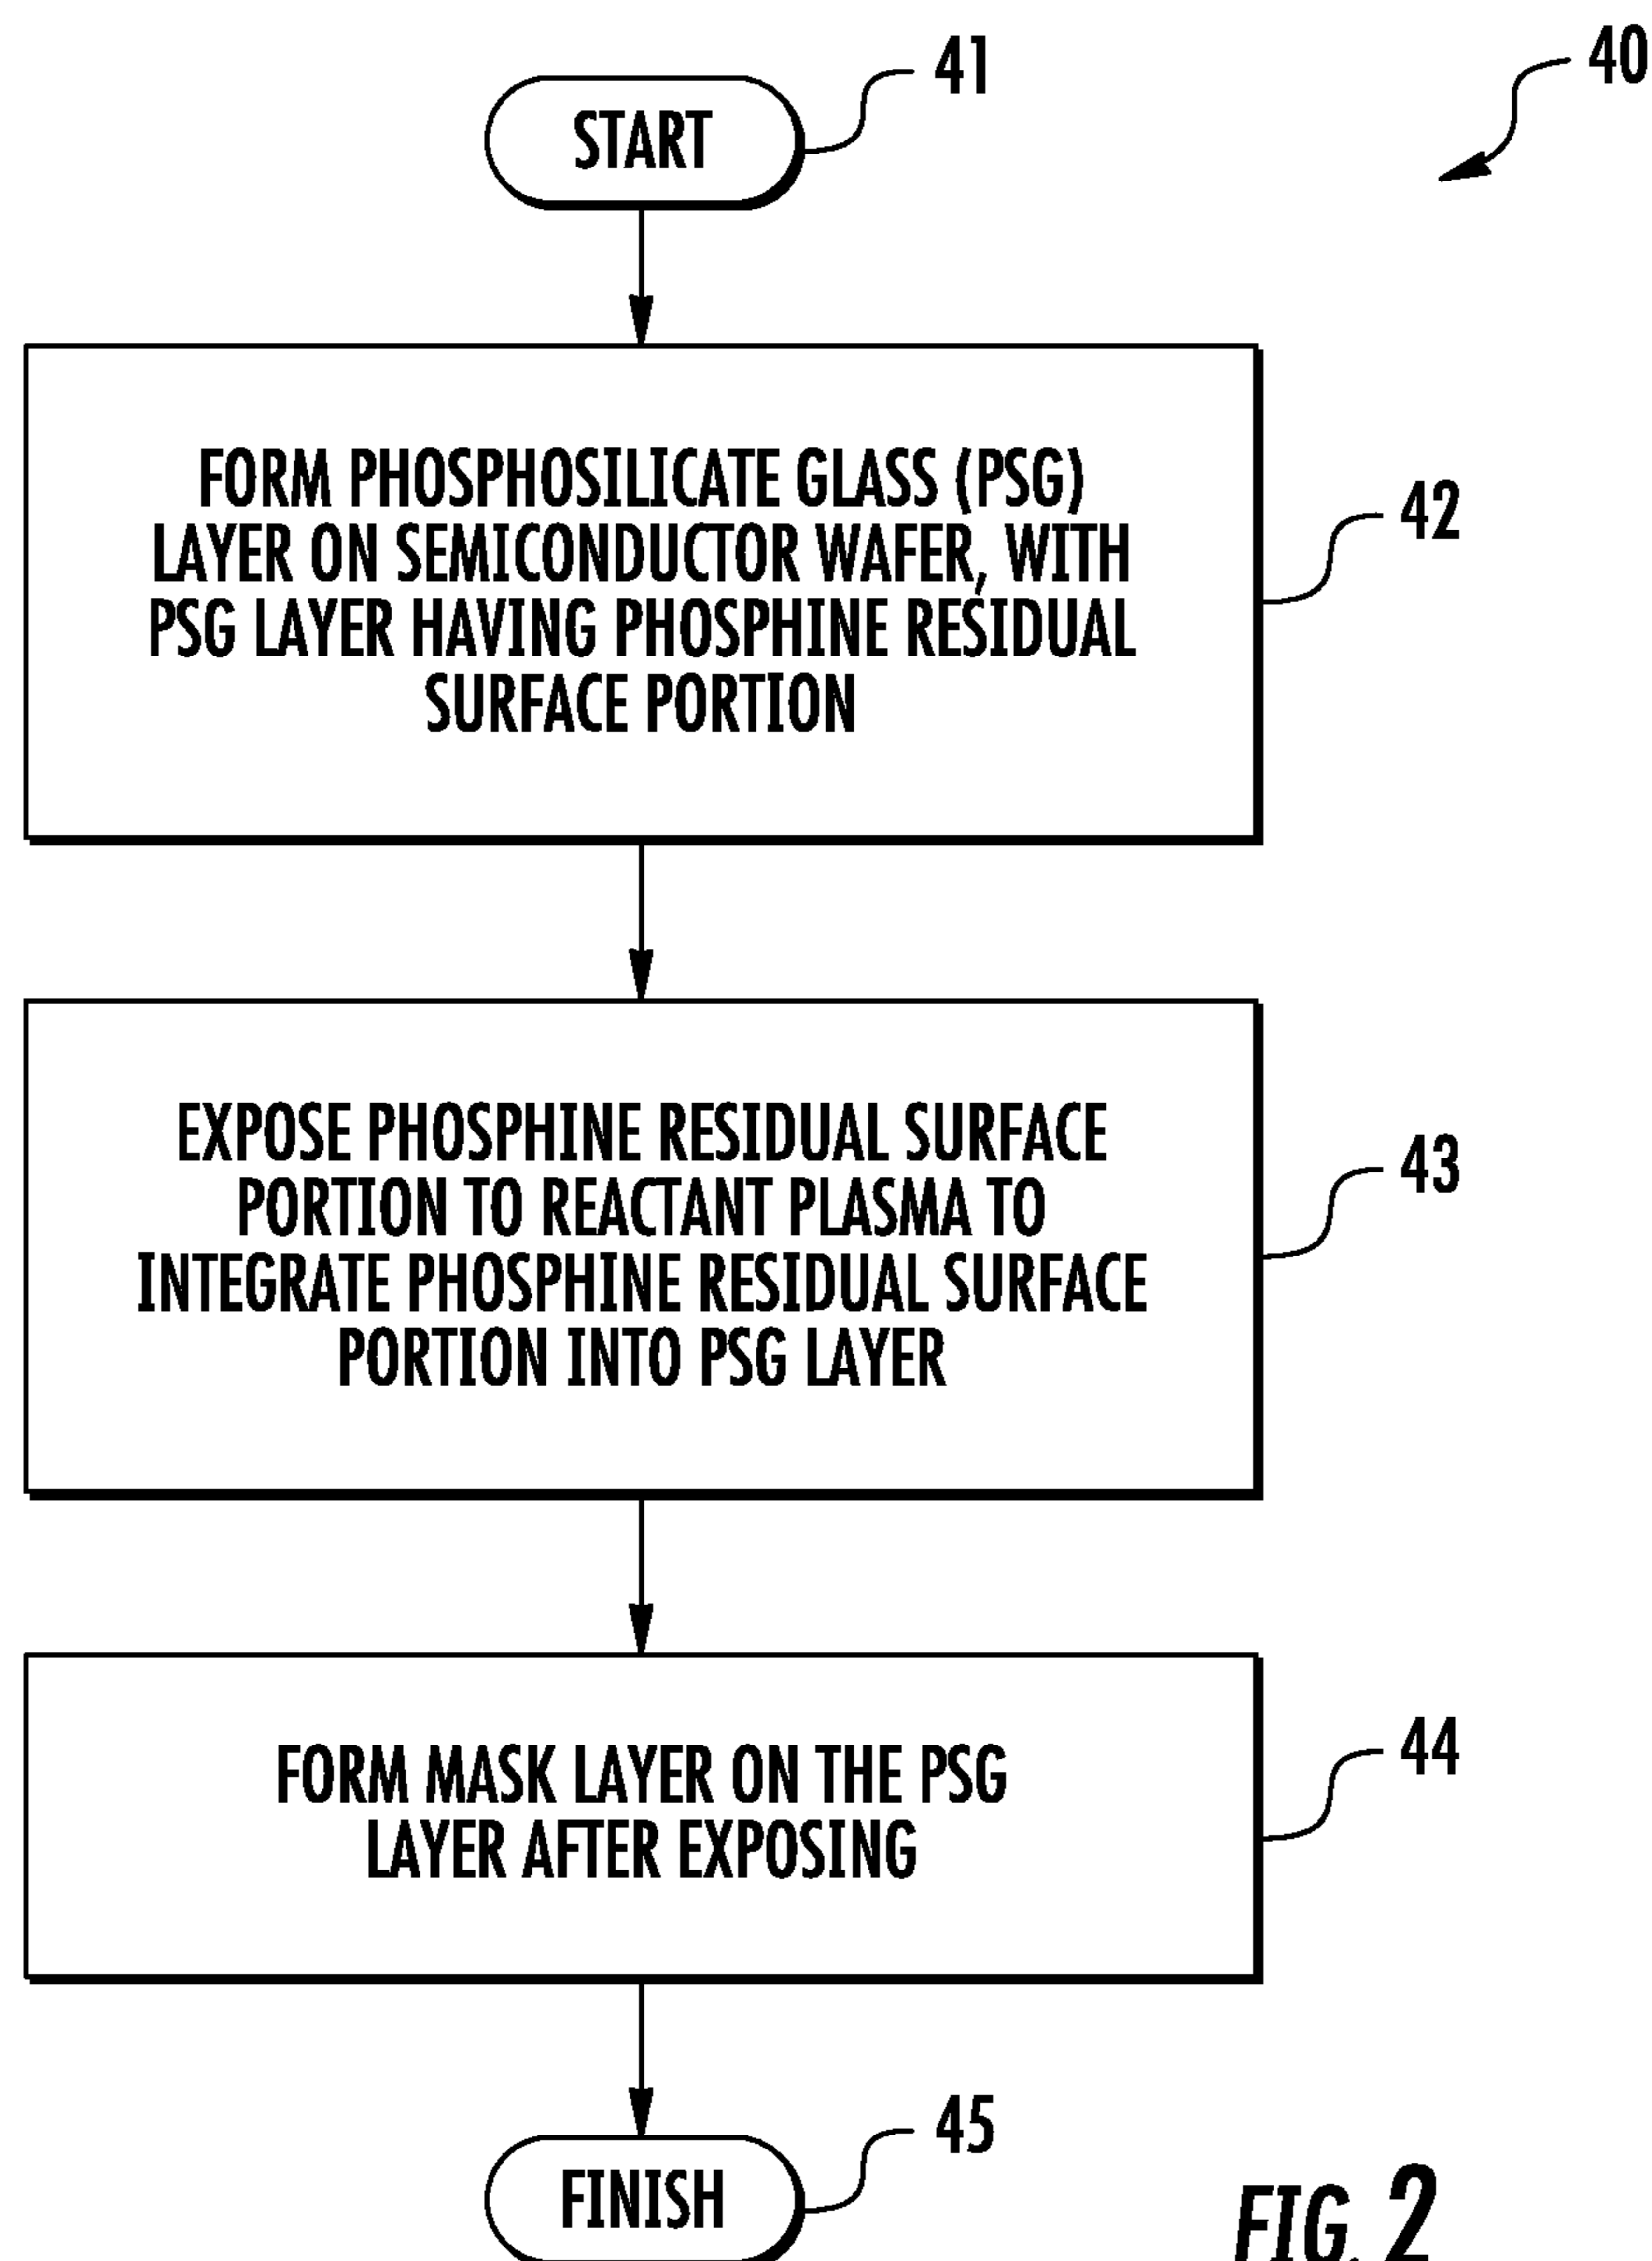 41
40
START
FORM PHOSPHOSILICATE GLASS (PSG)
LAYER ON SEMICONDUCTOR WAFER, WITH
PSG LAYER HAVING PHOSPHINE RESIDUAL
SURFACE PORTION
42
EXPOSE PHOSPHINE RESIDUAL SURFACE
PORTION TO REACTANT PLASMA TO
INTEGRATE PHOSPHINE RESIDUAL SURFACE
PORTION INTO PSG LAYER
43
FORM MASK LAYER ON THE PSG
LAYER AFTER EXPOSING
44
45
FINISH
FIG. 2